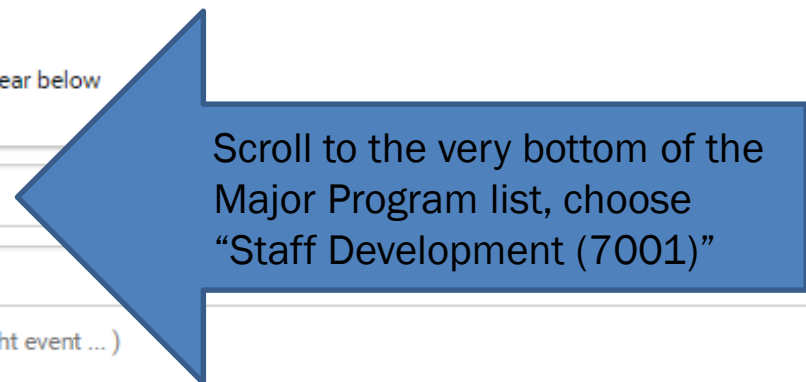 ear below
Scroll to the very bottom of the
Major Program list, choose
“Staff Development (7001)”
ht event ... )